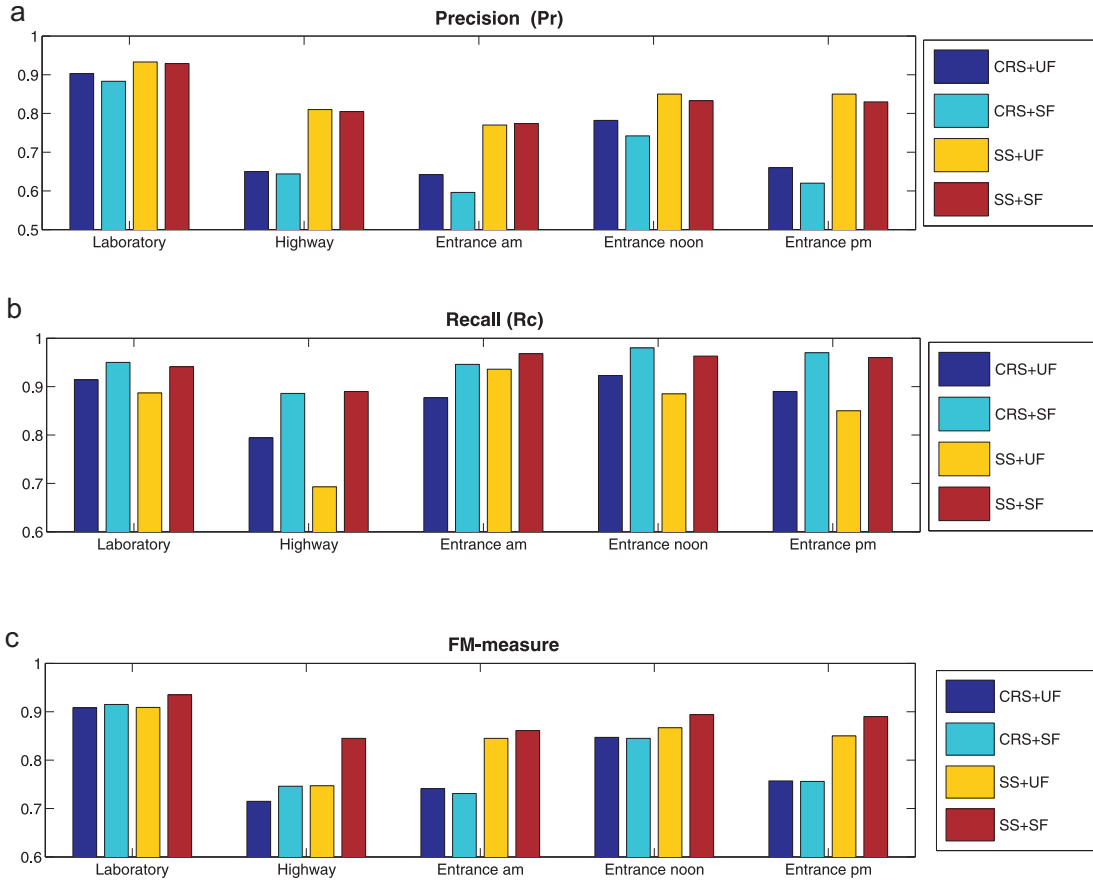 a
Precision (Pr)
1
0.9
0.8
0.7
0.6
0.5
Laboratory Highway Entrance am Entrance noon Entrance pm
CRS+UF
CRS+SF
SS+UF
SS+SF
b
Recall (Rc)
1
0.9
0.8
0.7
0.6
Laboratory Highway Entrance am Entrance noon Entrance pm
CRS+UF
CRS+SF
SS+UF
SS+SF
c
FM-measure
1
0.9
0.8
0.7
0.6
Laboratory Highway Entrance am Entrance noon Entrance pm
CRS+UF
CRS+SF
SS+UF
SS+SF